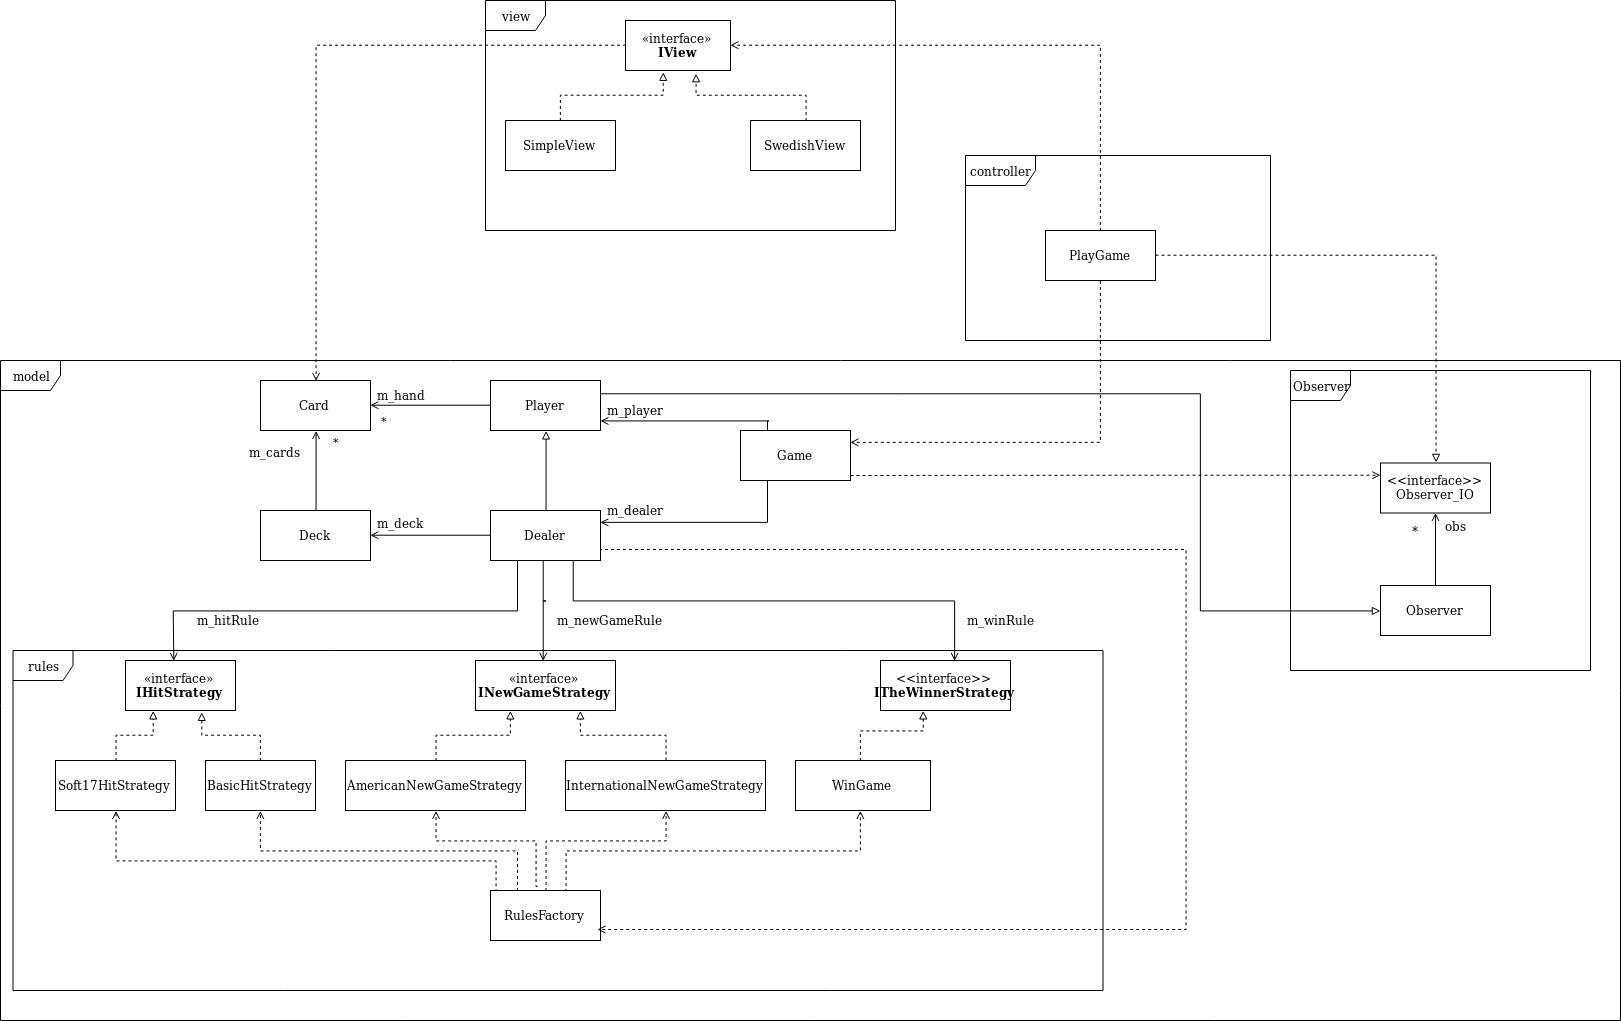 view
«interface»
IView
SimpleView
SwedishView
controller
PlayGame
model
Observer
Card
m_hand
*
Player
m_player
Game
*
m_cards
<<interface>>
Observer_IO
* obs
Deck
m_deck
Dealer
m_dealer
Observer
m_hitRule
m_newGameRule
m_winRule
rules
«interface»
IHitStrategy
«interface»
INewGameStrategy
<<interface>>
ITheWinnerStrategy
Soft17HitStrategy
BasicHitStrategy
AmericanNewGameStrategy
InternationalNewGameStrategy
WinGame
RulesFactory